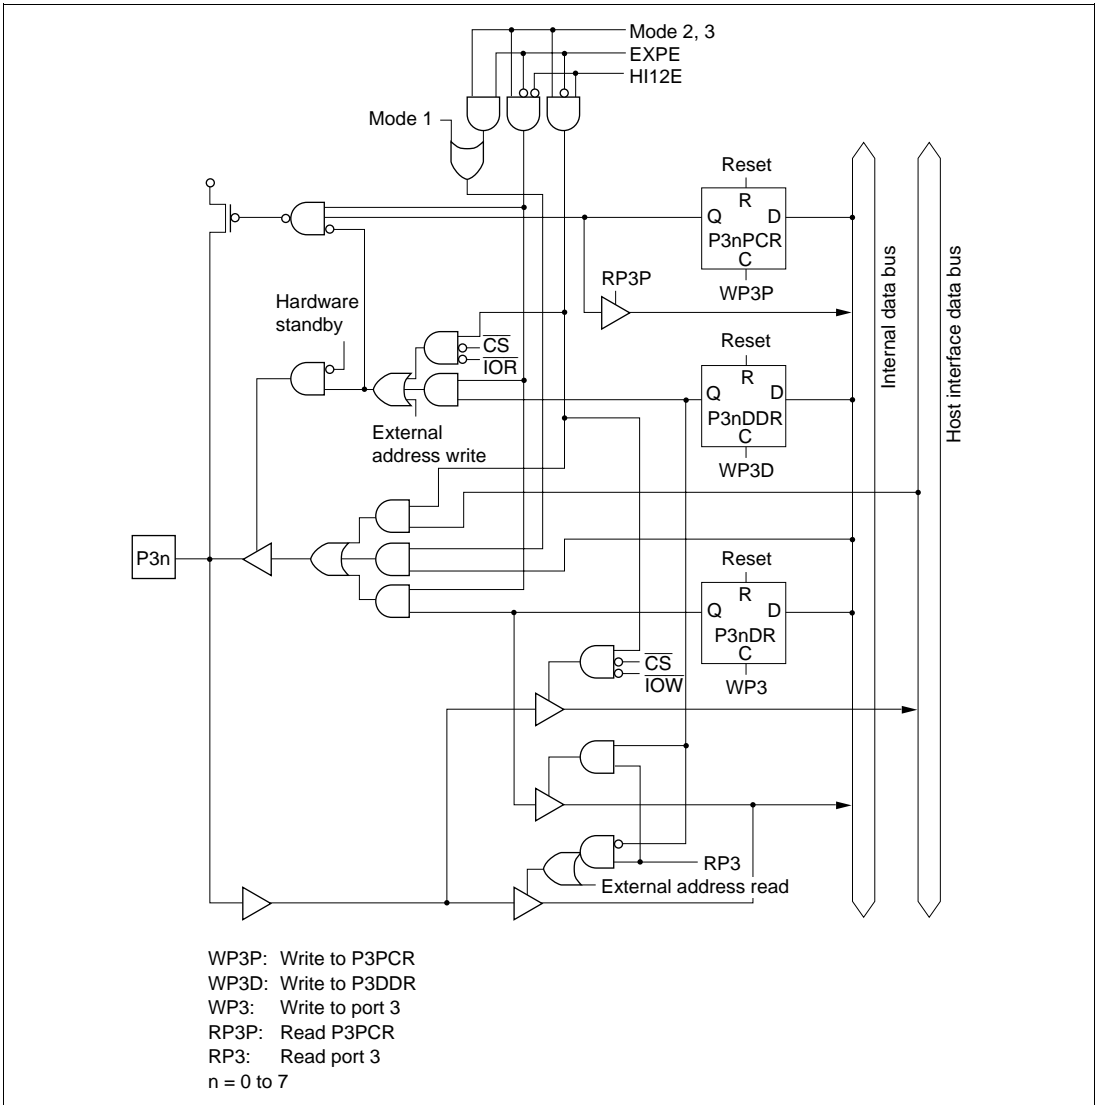 Mode 2, 3
EXPE
HI12E
Mode 1
Reset
R
Q D
P3nPCR
C
WP3P
RP3P
Hardware
standby
CS
IOR
Reset
R
Q D
P3nDDR
C
WP3D
External
address write
Internal data bus
Host interface data bus
P3n
Reset
R
Q D
P3nDR
C
WP3
CS
IOW
RP3
External address read
WP3P: Write to P3PCR
WP3D: Write to P3DDR
WP3: Write to port 3
RP3P: Read P3PCR
RP3: Read port 3
n = 0 to 7